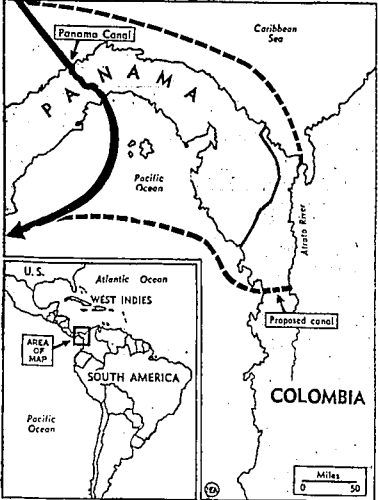 Panama Canal
Caribbean
Sea
PANAMA
Pacific
Ocean
Atrato River
Proposed canal
COLOMBIA
Miles
0 50
U.S.
Atlantic Ocean
WEST INDIES
AREA
OF
MAP
SOUTH AMERICA
Pacific
Ocean